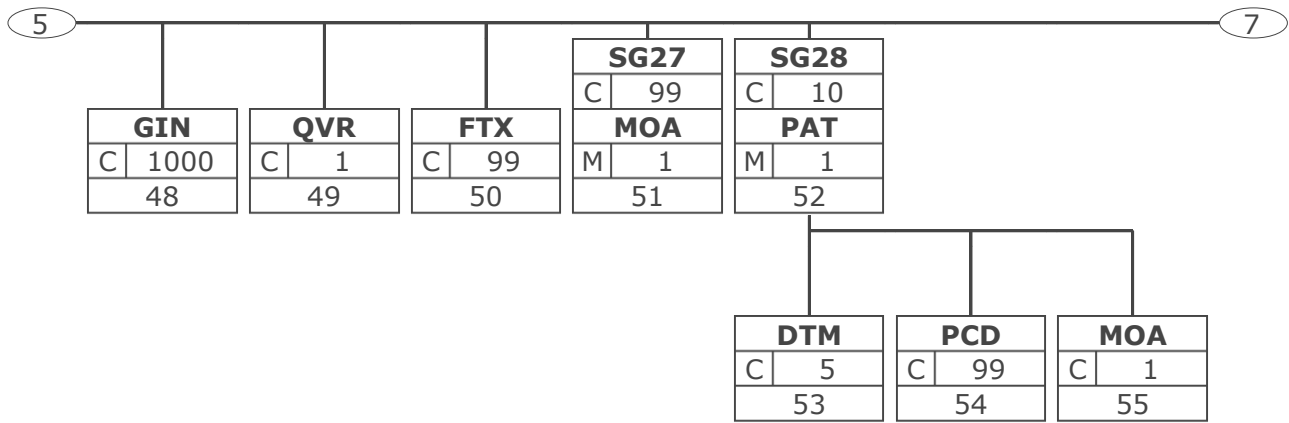 5 7
SG27 SG28
C 99 C 10
GIN QVR FTX MOA PAT
C 1000 C 1 C 99 M 1 M 1
48 49 50 51 52
DTM PCD MOA
C 5 C 99 C 1
53 54 55